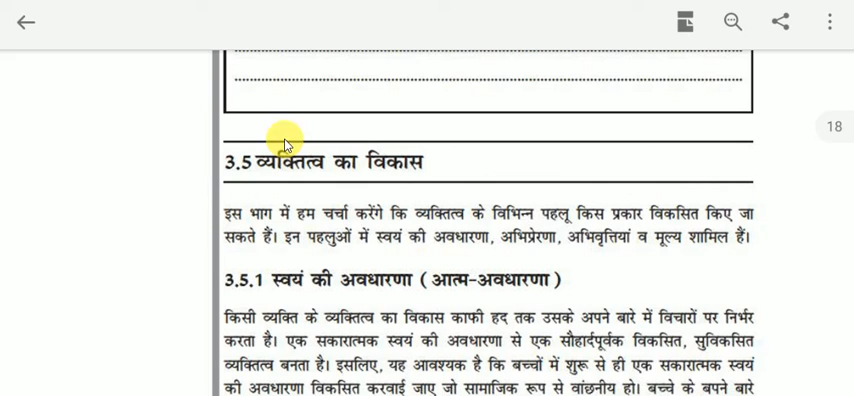 18
3.5 व्यक्तित्व का विकास
इस भाग में हम चर्चा करेंगे कि व्यक्तित्व के विभिन्न पहलू किस प्रकार विकसित किए जा
सकते हैं। इन पहलुओं में स्वयं की अवधारणा, अभिप्रेरणा, अभिवृत्तियां व मूल्य शामिल हैं।
3.5.1 स्वयं की अवधारणा ( आत्म-अवधारणा )
किसी व्यक्ति के व्यक्तित्व का विकास काफी हद तक उसके अपने बारे में विचारों पर निर्भर
करता है। एक सकारात्मक स्वयं की अवधारणा से एक सौहार्दपूर्वक विकसित, सुविकसित
व्यक्तित्व बनता है। इसलिए, यह आवश्यक है कि बच्चों में शुरू से ही एक सकारात्मक स्वयं
की अवधारणा विकसित करवाई जाए जो सामाजिक रूप से वांछनीय हो। बच्चे के बपने बारे